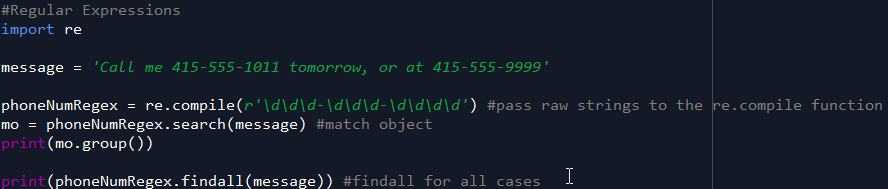 #Regular Expressions
import re
message = 'Call me 415-555-1011 tomorrow, or at 415-555-9999'
phoneNumRegex = re.compile(r'\d\d\d-\d\d\d-\d\d\d\d') #pass raw strings to the re.compile function
mo = phoneNumRegex.search(message) #match object
print(mo.group())
print(phoneNumRegex.findall(message)) #findall for all cases